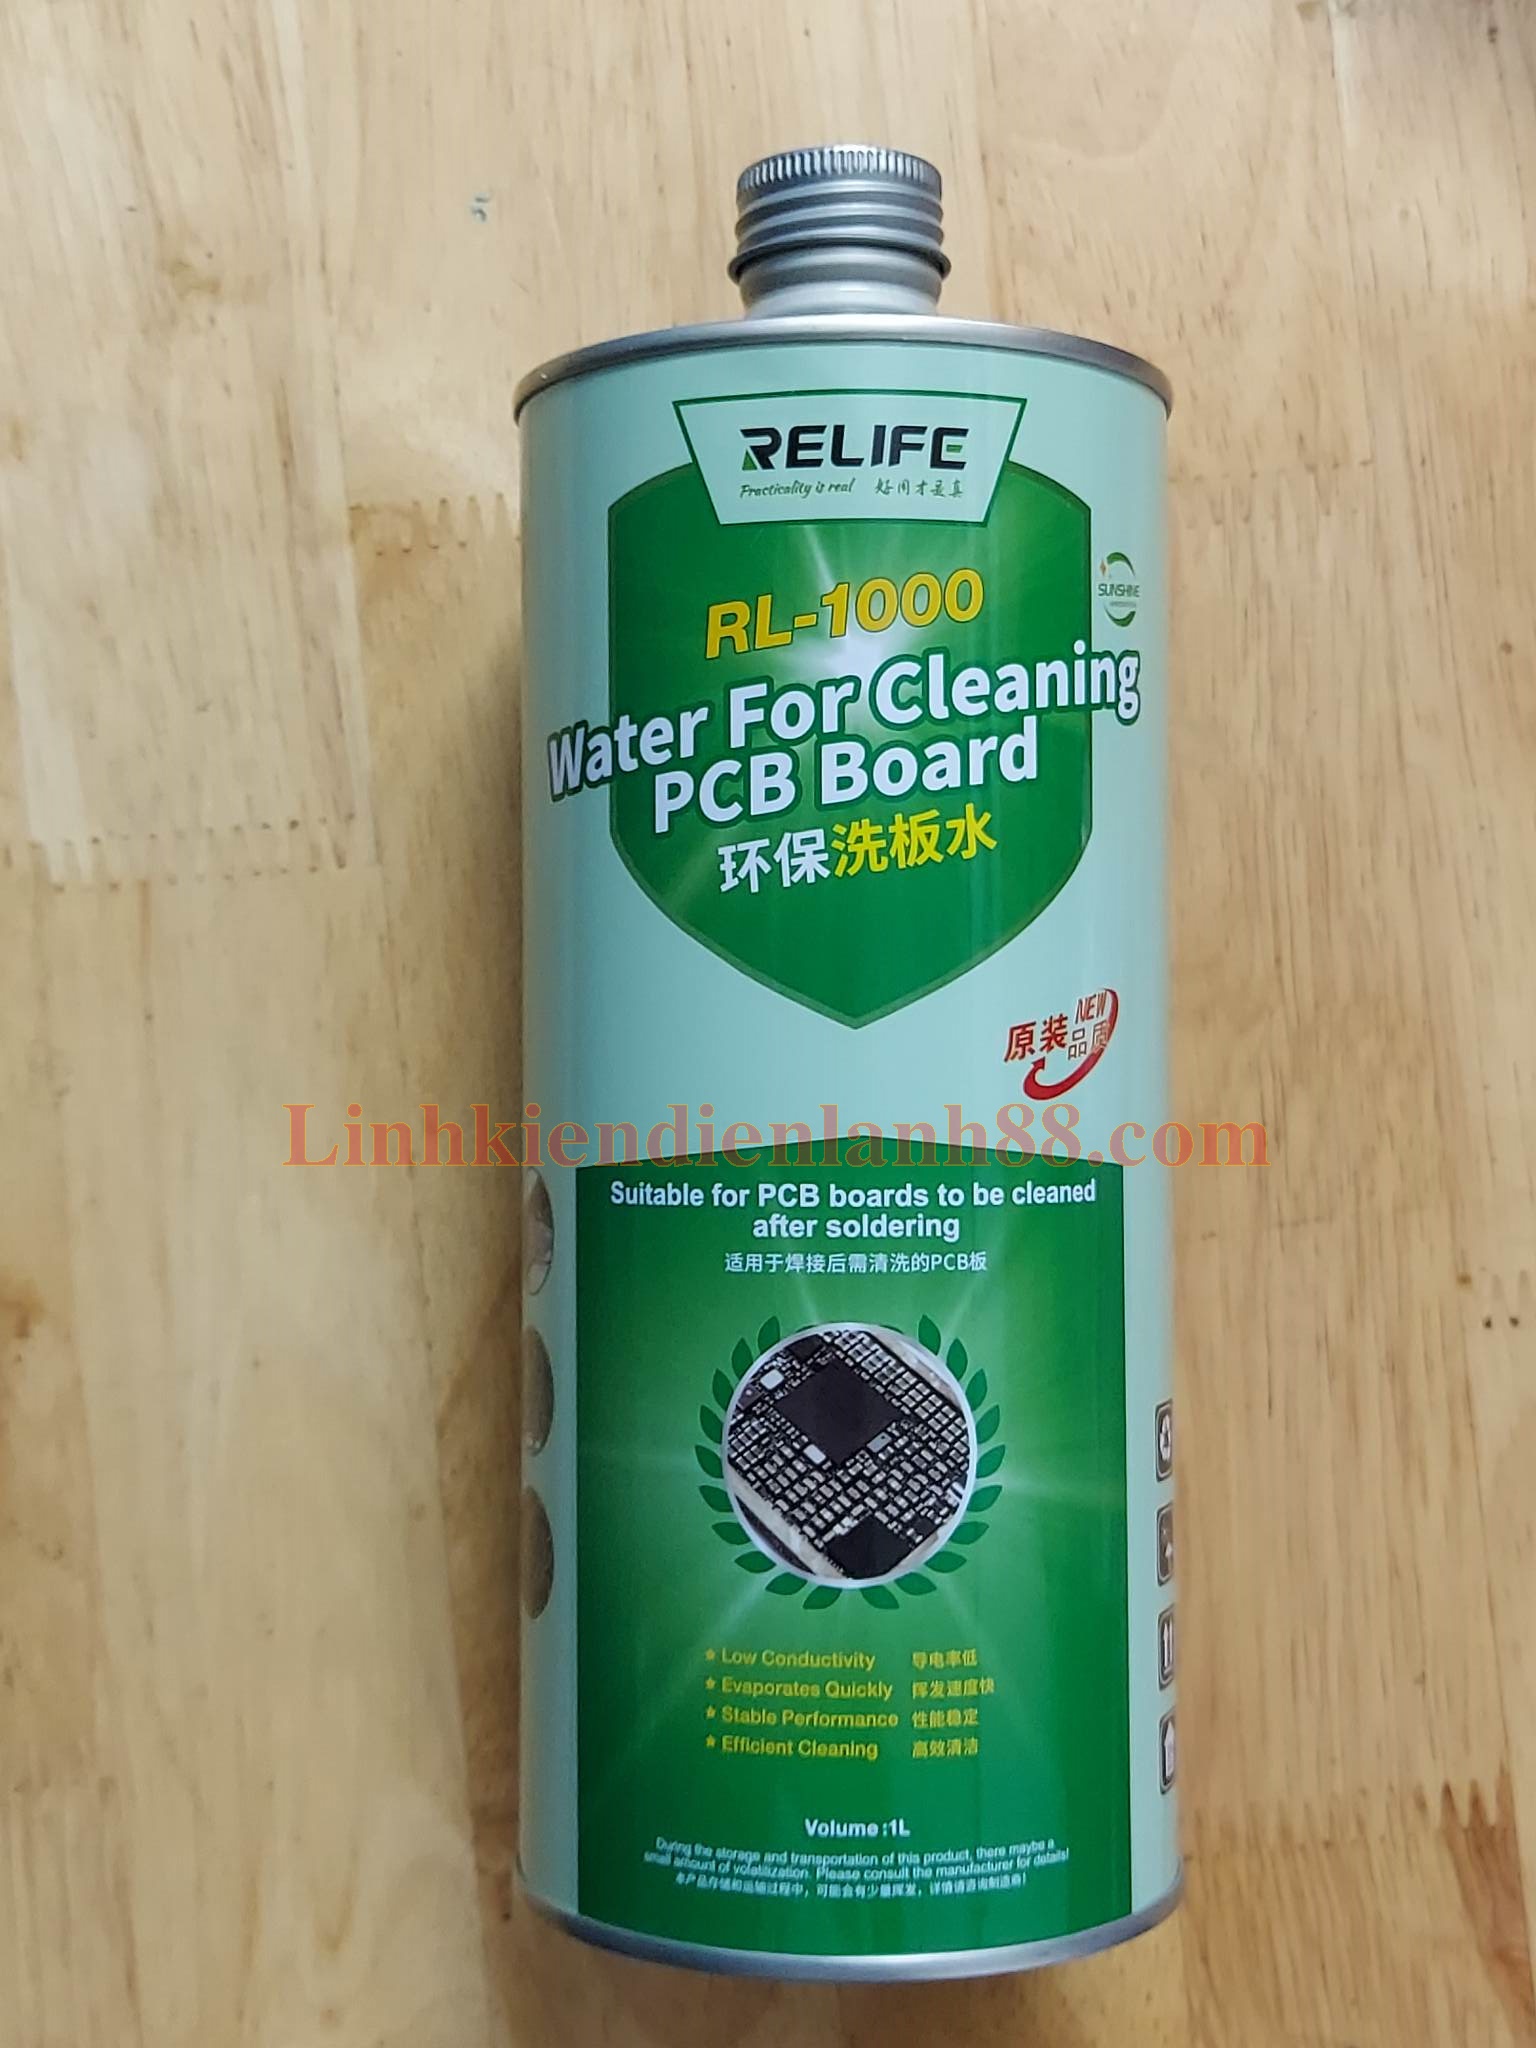 RELIFE
Practicality is real 好用才是真
RL-1000
SUNSHINE
Water For Cleaning
PCB Board
环保洗板水
原装 NEW
品质
Linhkiendienlanh88.com
Suitable for PCB boards to be cleaned
after soldering
适用于焊接后需清洗的PCB板
Low Conductivity 导电率低
Evaporates Quickly 挥发速度快
Stable Performance 性能稳定
Efficient Cleaning 高效清洁
Volume:1L
During the storage and transportation of this product, there maybe a
small amount of volatilization. Please consult the manufacturer for details!
本产品存储和运输过程中，可能会有少量挥发，详情请咨询制造商！